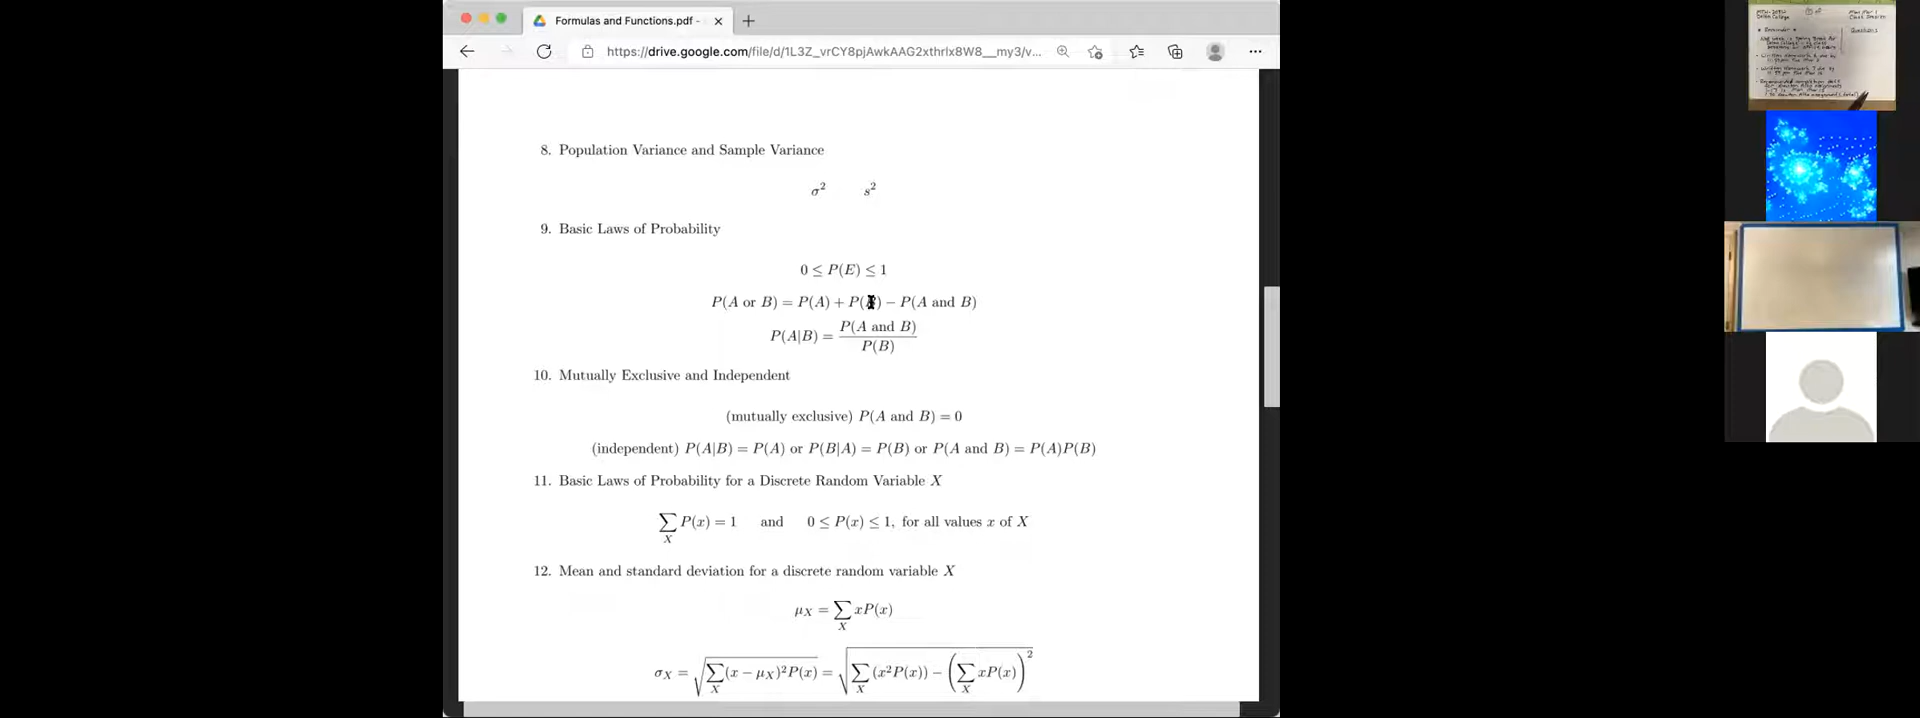 Formulas and Functions.pdf -
https://drive.google.com/file/d/1L3Z_vrCY8pjAwkAAG2xthrlx8W8__my3/v...
8. Population Variance and Sample Variance
σ² s²
9. Basic Laws of Probability
0 ≤ P(E) ≤ 1
P(A or B) = P(A) + P( ) − P(A and B)
P(A|B) = P(A and B) / P(B)
10. Mutually Exclusive and Independent
(mutually exclusive) P(A and B) = 0
(independent) P(A|B) = P(A) or P(B|A) = P(B) or P(A and B) = P(A)P(B)
11. Basic Laws of Probability for a Discrete Random Variable X
∑_X P(x) = 1 and 0 ≤ P(x) ≤ 1, for all values x of X
12. Mean and standard deviation for a discrete random variable X
μ_X = ∑_X xP(x)
σ_X = √(∑_X (x − μ_X)²P(x)) = √(∑_X (x²P(x)) − (∑_X xP(x))²)
Questions